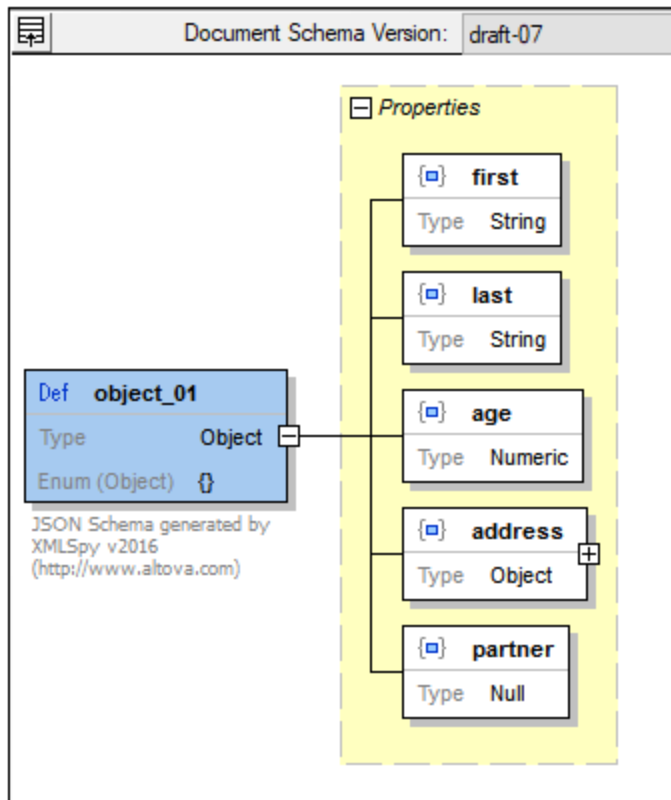 Document Schema Version: draft-07
Properties
first
Type String
last
Type String
age
Type Numeric
address
Type Object
partner
Type Null
Def object_01
Type Object
Enum (Object) {}
JSON Schema generated by
XMLSpy v2016
(http://www.altova.com)